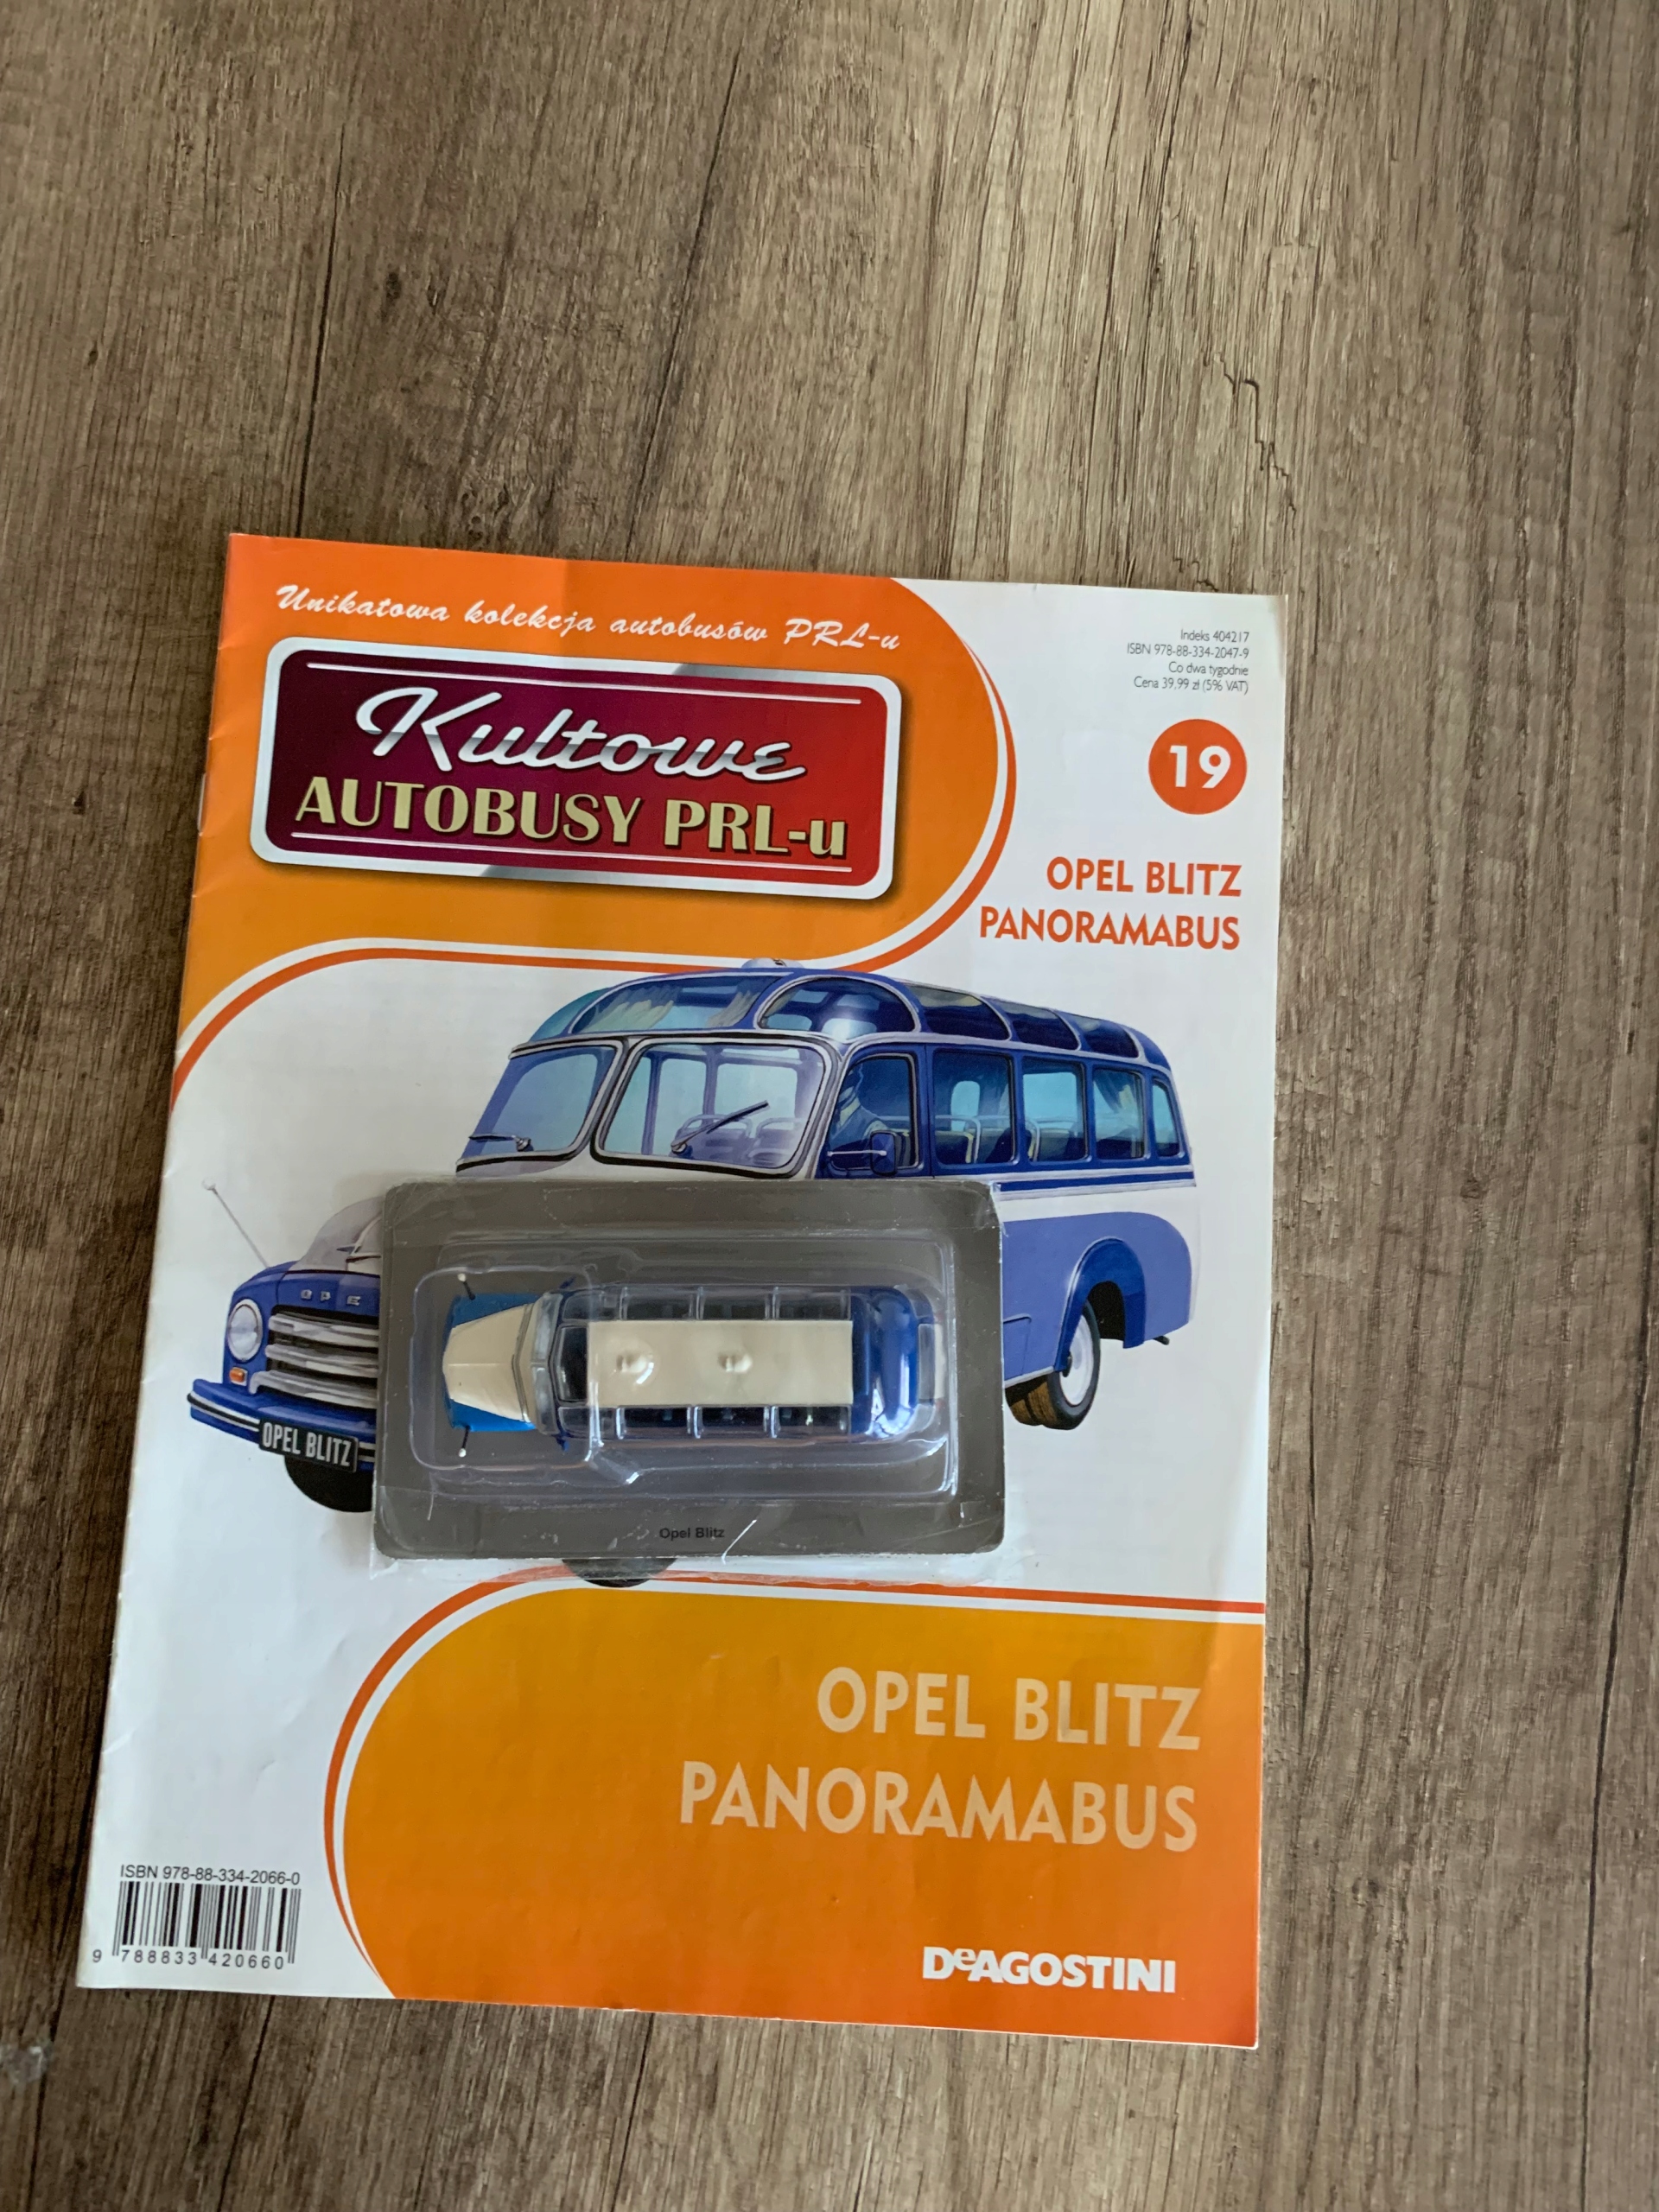 Unikatowa kolekcja autobusów PRL-u
Kultowe
AUTOBUSY PRL-u
Indeks 404217
ISBN 978-88-334-2047-9
Co dwa tygodnie
Cena 39,99 zł (5% VAT)
19
OPEL BLITZ
PANORAMABUS
OPE
OPEL BLITZ
Opel Blitz
OPEL BLITZ
PANORAMABUS
ISBN 978-88-334-2066-0
9 788833 420660
DeAGOSTINI